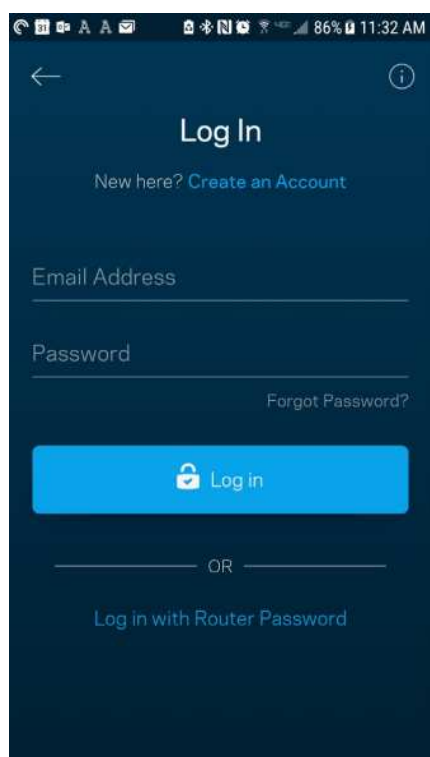 86% 11:32 AM
Log In
New here? Create an Account
Email Address
Password
Forgot Password?
Log in
OR
Log in with Router Password